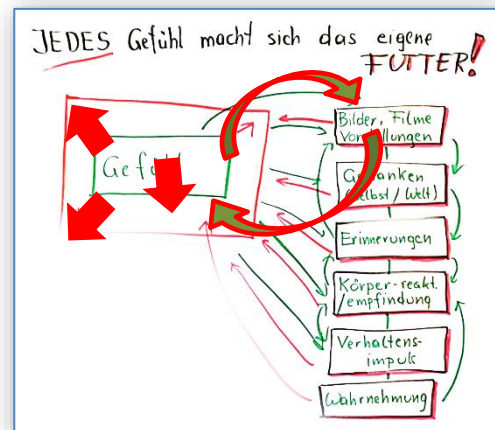 JEDES Gefühl macht sich das eigene
FUTTER!
Gefühl
Bilder, Filme
Vorstellungen
Gedanken
(Selbst / Welt)
Erinnerungen
Körper-reakt.
/empfindung
Verhaltens-
impuls
Wahrnehmung